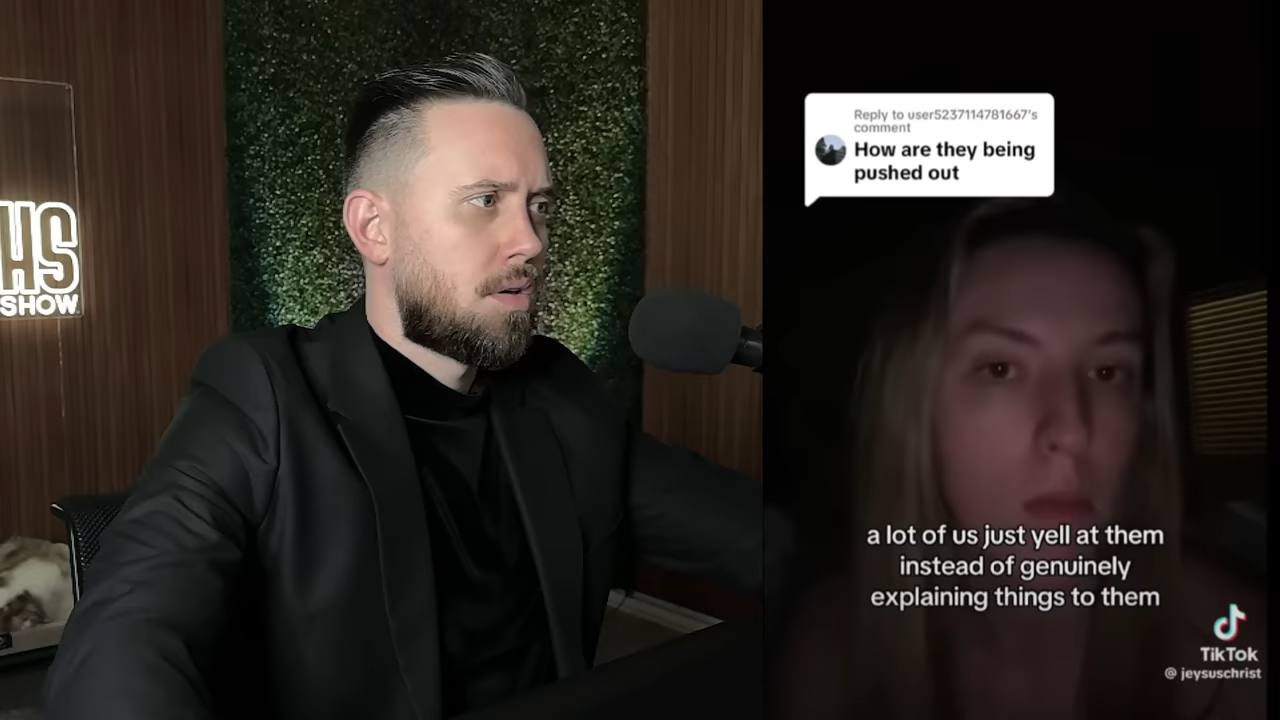 HS
SHOW
Reply to user5237114781667's
comment
How are they being
pushed out
a lot of us just yell at them
instead of genuinely
explaining things to them
TikTok
@ jeysuschrist